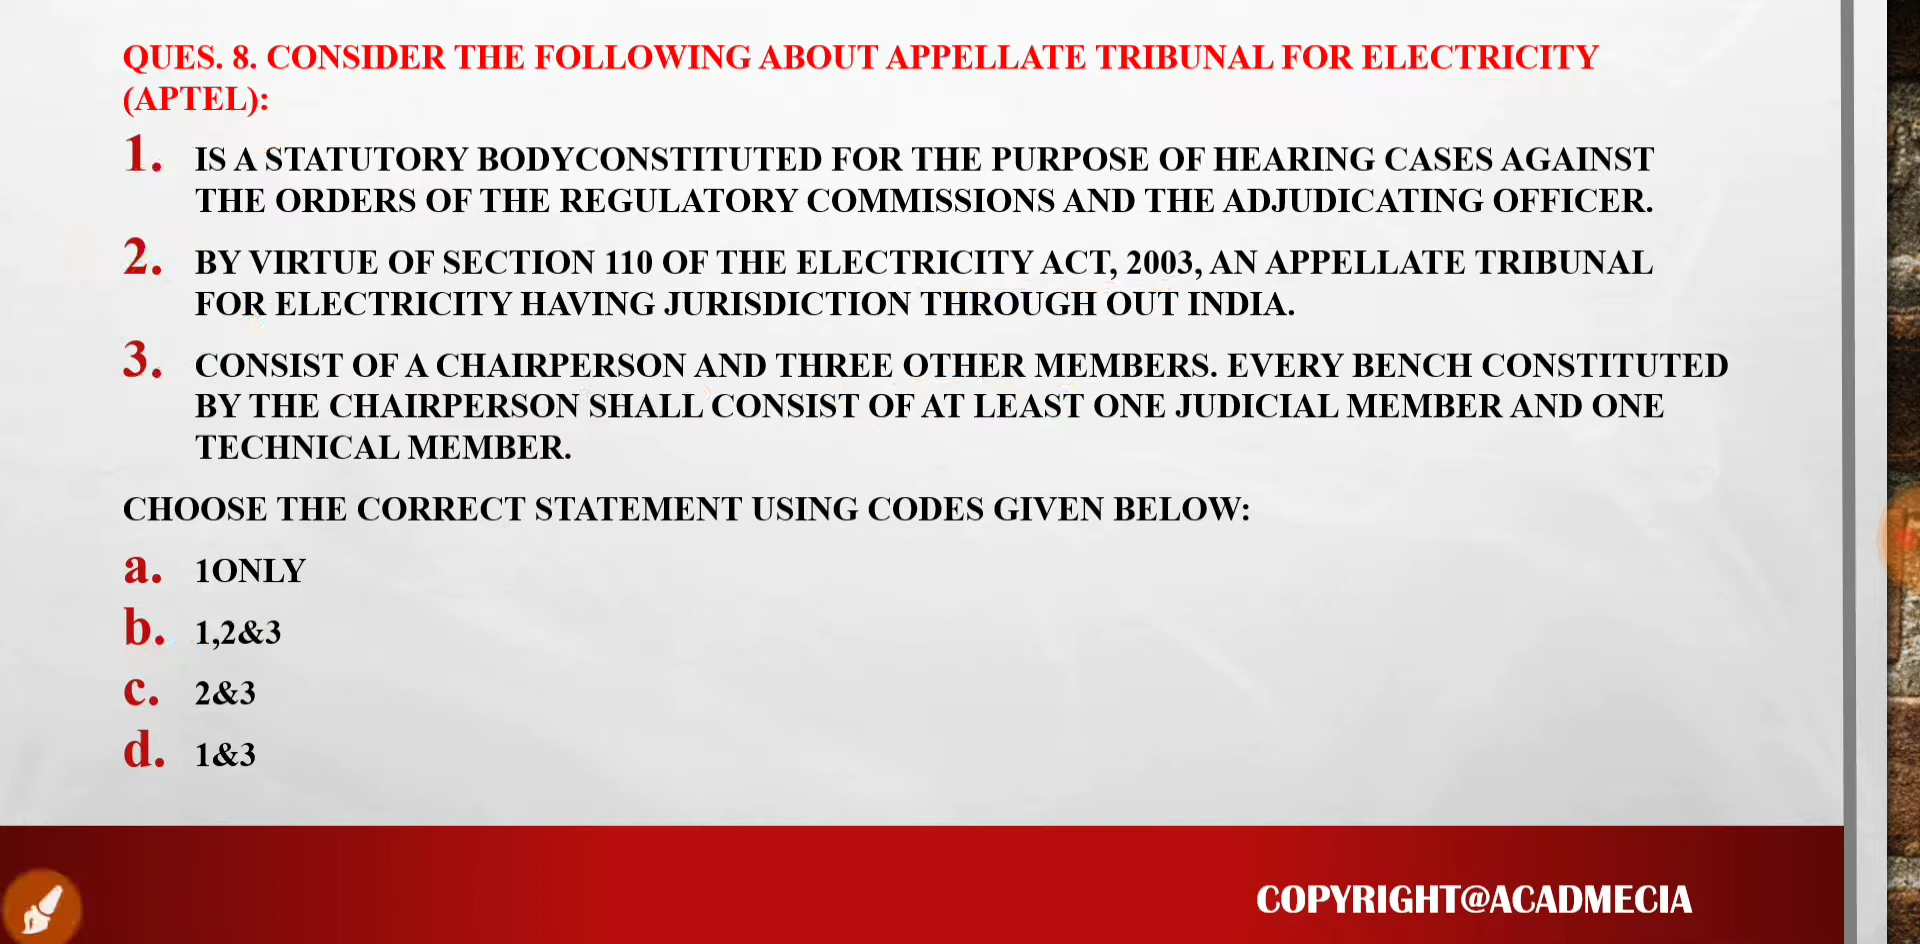 QUES. 8. CONSIDER THE FOLLOWING ABOUT APPELLATE TRIBUNAL FOR ELECTRICITY
(APTEL):
1. IS A STATUTORY BODYCONSTITUTED FOR THE PURPOSE OF HEARING CASES AGAINST
THE ORDERS OF THE REGULATORY COMMISSIONS AND THE ADJUDICATING OFFICER.
2. BY VIRTUE OF SECTION 110 OF THE ELECTRICITY ACT, 2003, AN APPELLATE TRIBUNAL
FOR ELECTRICITY HAVING JURISDICTION THROUGH OUT INDIA.
3. CONSIST OF A CHAIRPERSON AND THREE OTHER MEMBERS. EVERY BENCH CONSTITUTED
BY THE CHAIRPERSON SHALL CONSIST OF AT LEAST ONE JUDICIAL MEMBER AND ONE
TECHNICAL MEMBER.
CHOOSE THE CORRECT STATEMENT USING CODES GIVEN BELOW:
a. 1ONLY
b. 1,2&3
c. 2&3
d. 1&3
COPYRIGHT@ACADMECIA